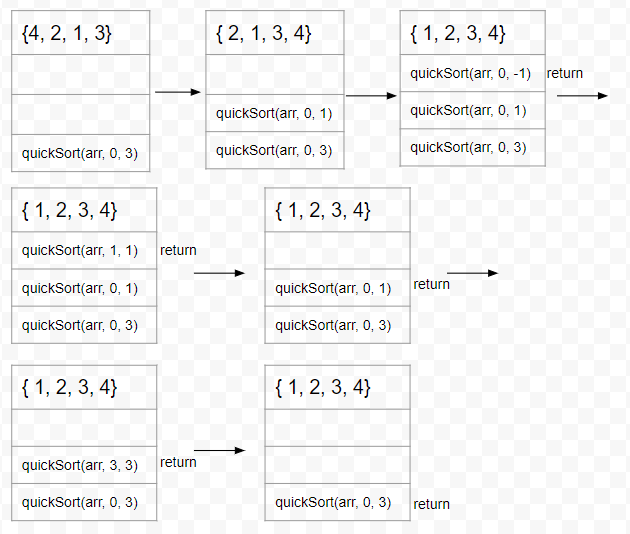 {4, 2, 1, 3}
quickSort(arr, 0, 3)
{ 2, 1, 3, 4}
quickSort(arr, 0, 1)
quickSort(arr, 0, 3)
{ 1, 2, 3, 4}
quickSort(arr, 0, -1) return
quickSort(arr, 0, 1)
quickSort(arr, 0, 3)
{ 1, 2, 3, 4}
quickSort(arr, 1, 1) return
quickSort(arr, 0, 1)
quickSort(arr, 0, 3)
{ 1, 2, 3, 4}
quickSort(arr, 0, 1) return
quickSort(arr, 0, 3)
{ 1, 2, 3, 4}
quickSort(arr, 3, 3) return
quickSort(arr, 0, 3)
{ 1, 2, 3, 4}
quickSort(arr, 0, 3) return